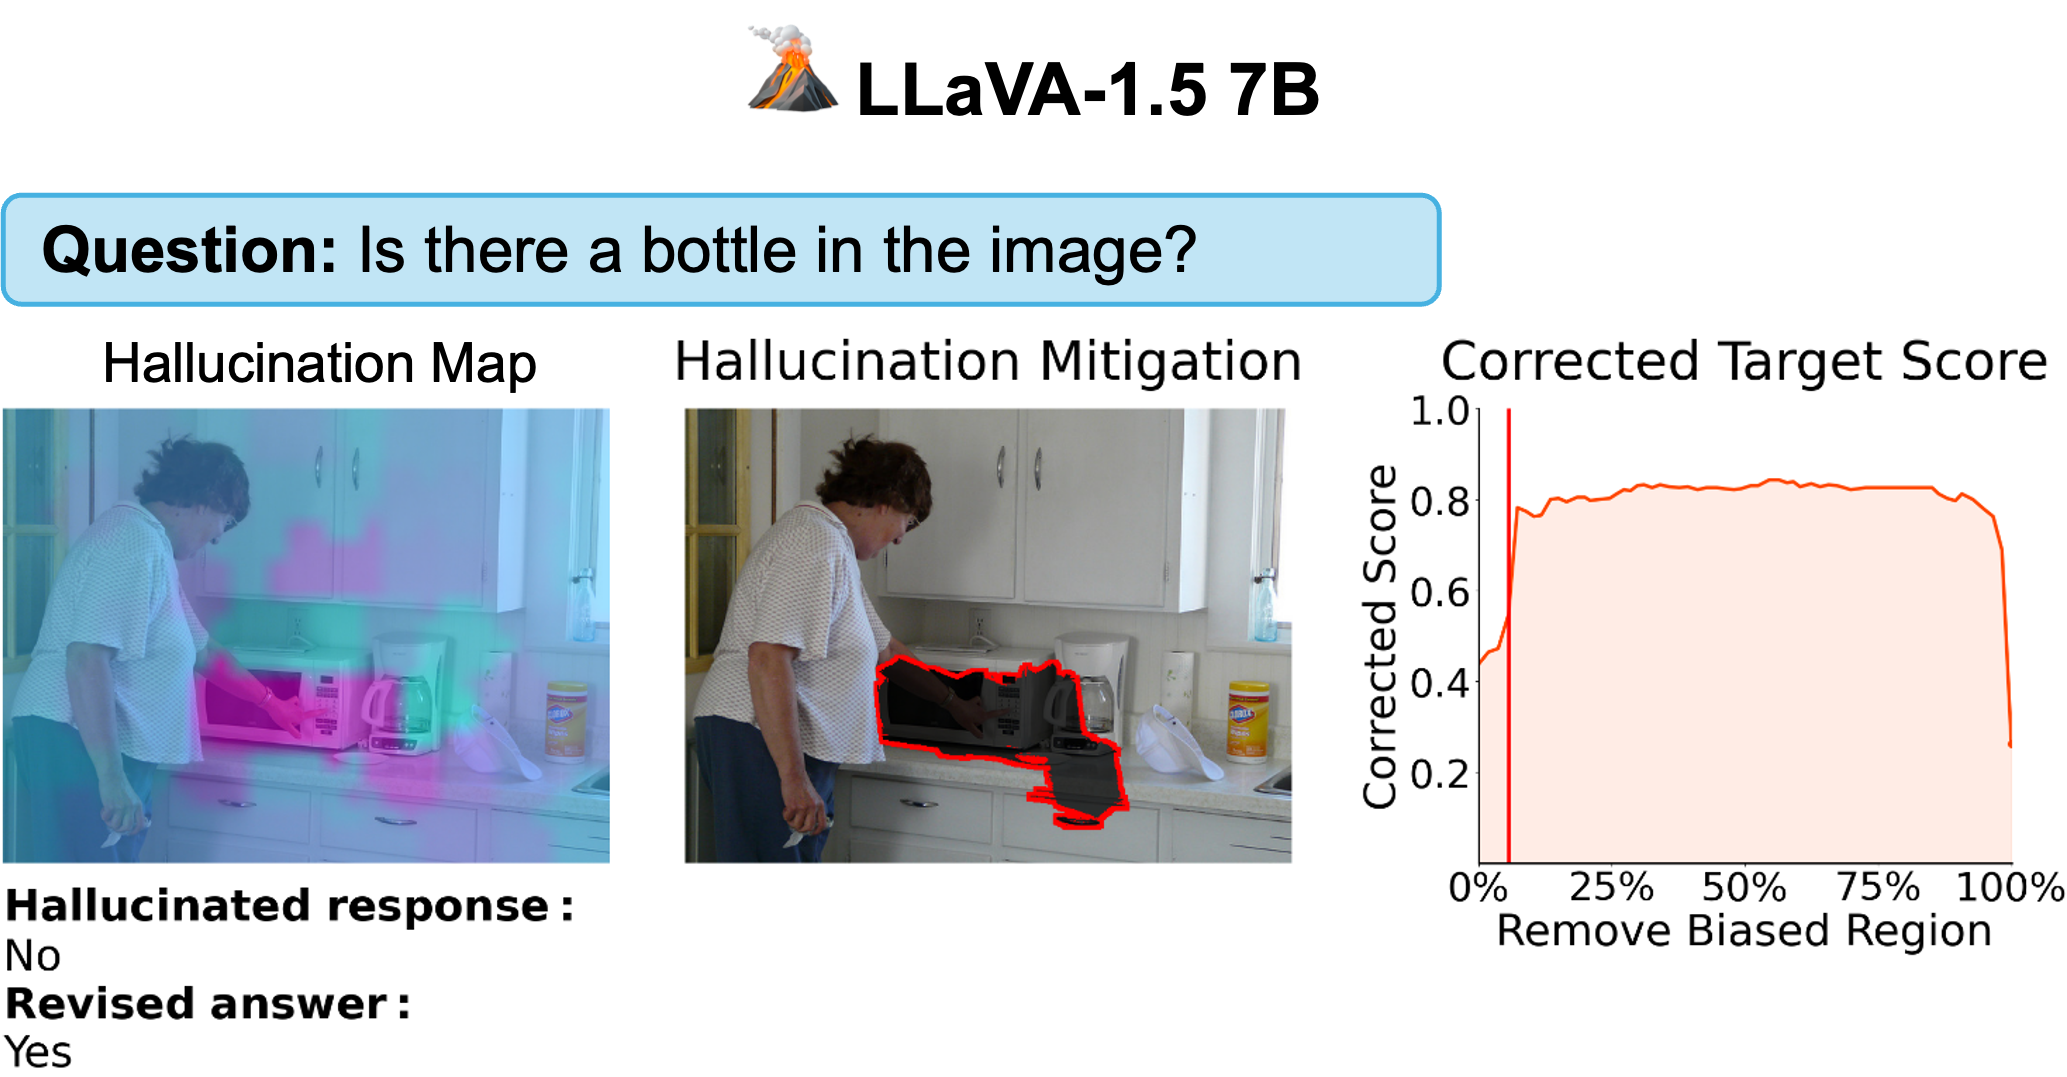 LLaVA-1.5 7B
Question: Is there a bottle in the image?
Hallucination Map
Hallucination Mitigation
Corrected Target Score
CLOROX
CLOROX
Corrected Score
1.0
0.8
0.6
0.4
0.2
0% 25% 50% 75% 100%
Remove Biased Region
Hallucinated response:
No
Revised answer:
Yes